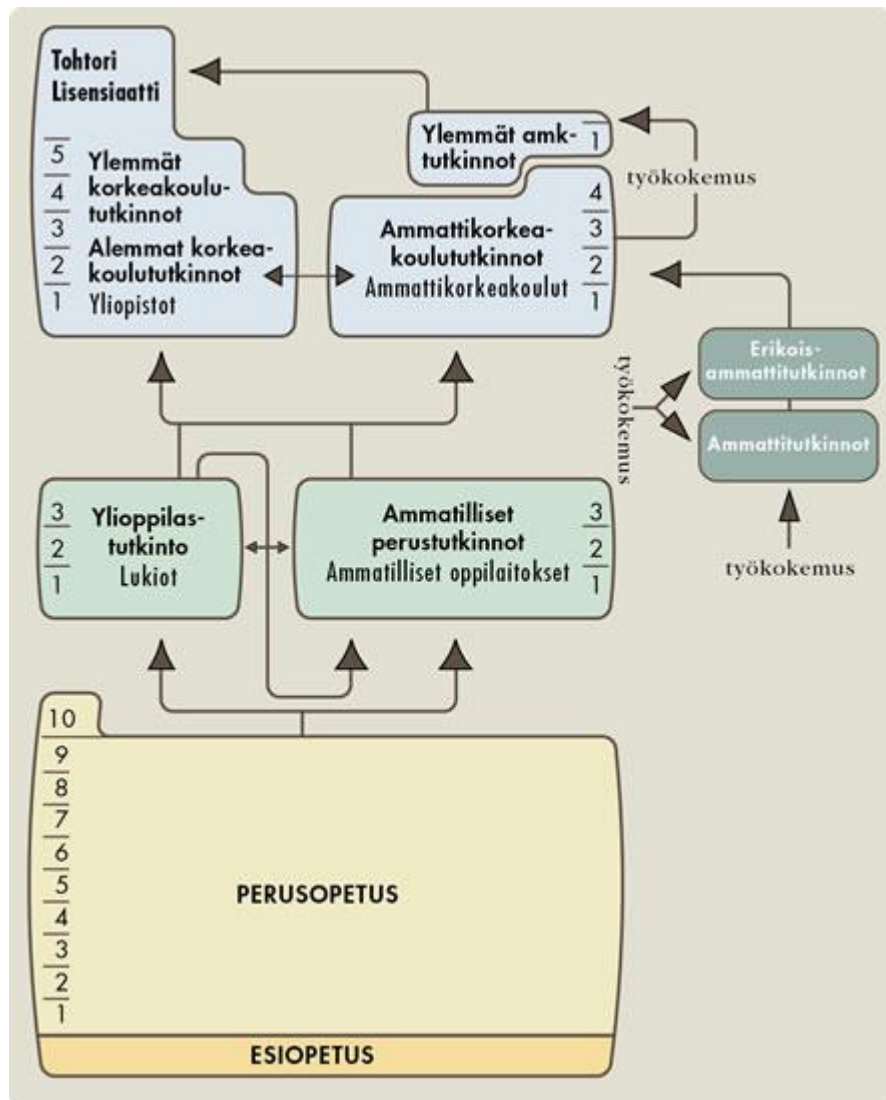 Tohtori
Lisensiaatti
5
4
3
2
1
Ylemmät
korkeakoulu-
tutkinnot
Alemmat korkea-
koulututkinnot
Yliopistot
Ylemmät amk-
tutkinnot
1
työkokemus
Ammattikorkea-
koulututkinnot
Ammattikorkeakoulut
4
3
2
1
Erikois-
ammattitutkinnot
Ammattitutkinnot
työkokemus
työkokemus
3
2
1
Ylioppilas-
tutkinto
Lukiot
Ammatilliset
perustutkinnot
Ammatilliset oppilaitokset
3
2
1
10
9
8
7
6
5
4
3
2
1
PERUSOPETUS
ESIOPETUS